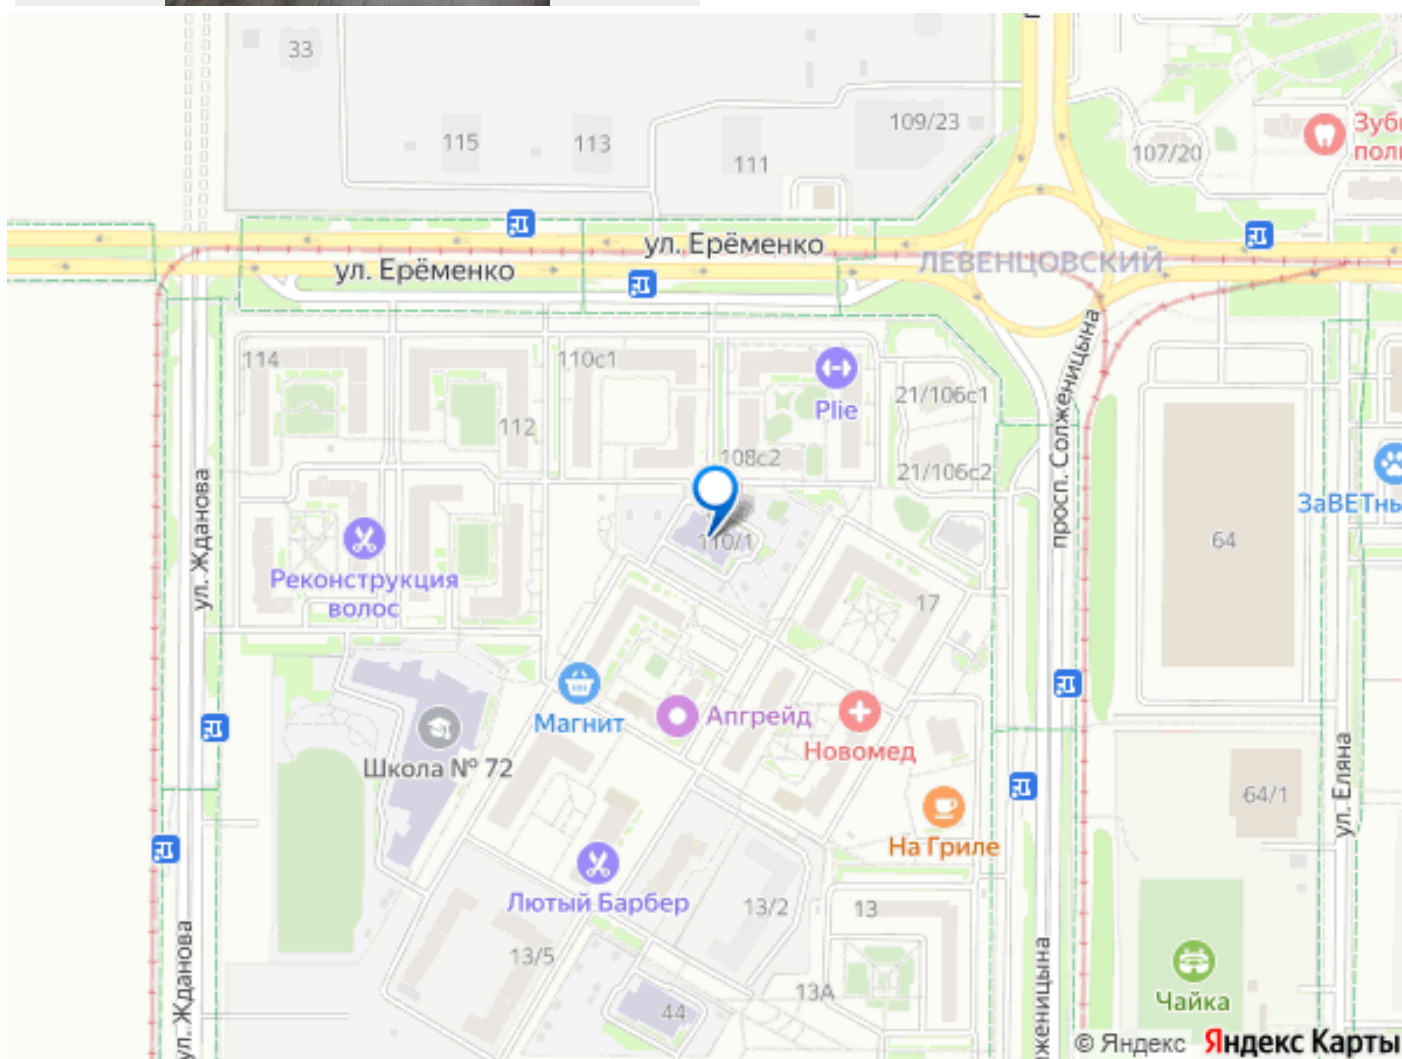 33
115
113
111
109/23
107/20
ул. Ерёменко
ул. Ерёменко
ЛЕВЕНЦОВСКИЙ
114
112
110с1
108с2
Plie
21/106с1
21/106с2
просп. Солженицына
ул. Жданова
Реконструкция
волос
110/1
17
64
Магнит
Апгрейд
Новомед
Школа № 72
На Гриле
64/1
ул. Еляна
Лютый Барбер
13/2
13
13/5
13А
44
Чайка
ул. Жданова
© Яндекс Яндекс Карты